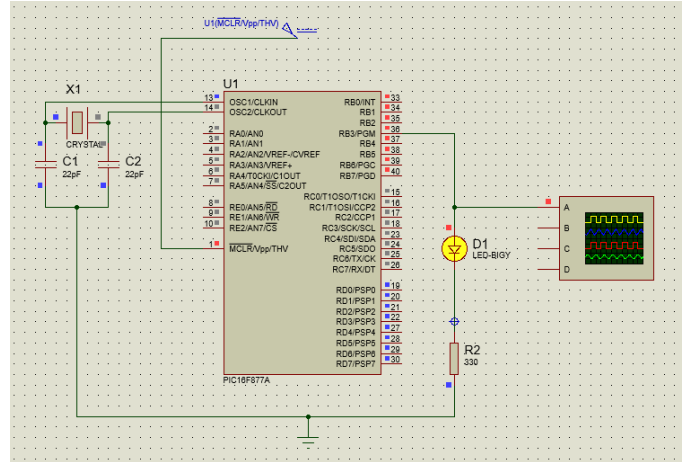 U1(MCLR/Vpp/THV)
X1
CRYSTAL
C1
22pF
C2
22pF
U1
13 OSC1/CLKIN
14 OSC2/CLKOUT
2 RA0/AN0
3 RA1/AN1
4 RA2/AN2/VREF-/CVREF
5 RA3/AN3/VREF+
6 RA4/T0CKI/C1OUT
7 RA5/AN4/SS/C2OUT
8 RE0/AN5/RD
9 RE1/AN6/WR
10 RE2/AN7/CS
1 MCLR/Vpp/THV
RB0/INT 33
RB1 34
RB2 35
RB3/PGM 36
RB4 37
RB5 38
RB6/PGC 39
RB7/PGD 40
RC0/T1OSO/T1CKI 15
RC1/T1OSI/CCP2 16
RC2/CCP1 17
RC3/SCK/SCL 18
RC4/SDI/SDA 23
RC5/SDO 24
RC6/TX/CK 25
RC7/RX/DT 26
RD0/PSP0 19
RD1/PSP1 20
RD2/PSP2 21
RD3/PSP3 22
RD4/PSP4 27
RD5/PSP5 28
RD6/PSP6 29
RD7/PSP7 30
PIC16F877A
D1
LED-BIGY
R2
330
A
B
C
D